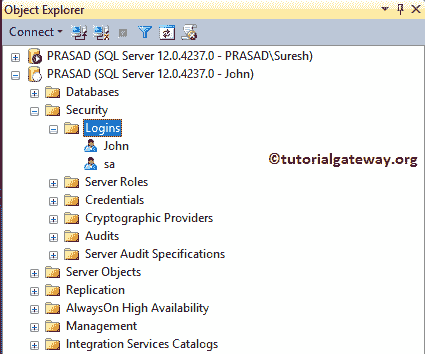 Object Explorer
Connect
PRASAD (SQL Server 12.0.4237.0 - PRASAD\Suresh)
PRASAD (SQL Server 12.0.4237.0 - John)
Databases
Security
Logins
John
sa
©tutorialgateway.org
Server Roles
Credentials
Cryptographic Providers
Audits
Server Audit Specifications
Server Objects
Replication
AlwaysOn High Availability
Management
Integration Services Catalogs